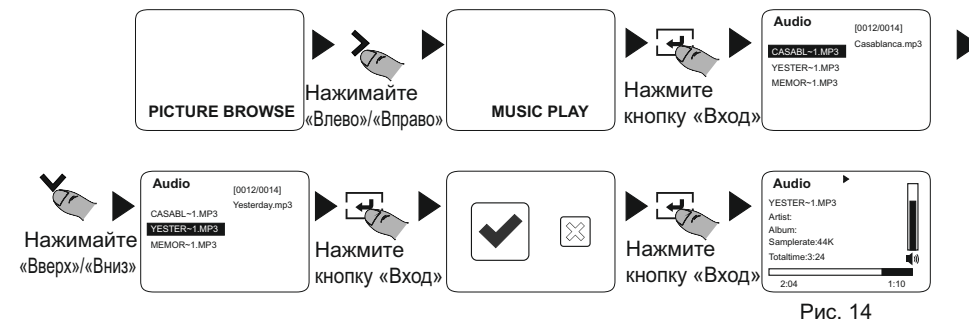 PICTURE BROWSE
Нажимайте
«Влево»/«Вправо»
MUSIC PLAY
Нажмите
кнопку «Вход»
Audio
[0012/0014]
CASABL~1.MP3
Casablanca.mp3
YESTER~1.MP3
MEMOR~1.MP3
Нажимайте
«Вверх»/«Вниз»
Audio
[0012/0014]
CASABL~1.MP3
Yesterday.mp3
YESTER~1.MP3
MEMOR~1.MP3
Нажмите
кнопку «Вход»
Нажмите
кнопку «Вход»
Audio
YESTER~1.MP3
Artist:
Album:
Samplerate:44K
Totaltime:3:24
2:04
1:10
Рис. 14